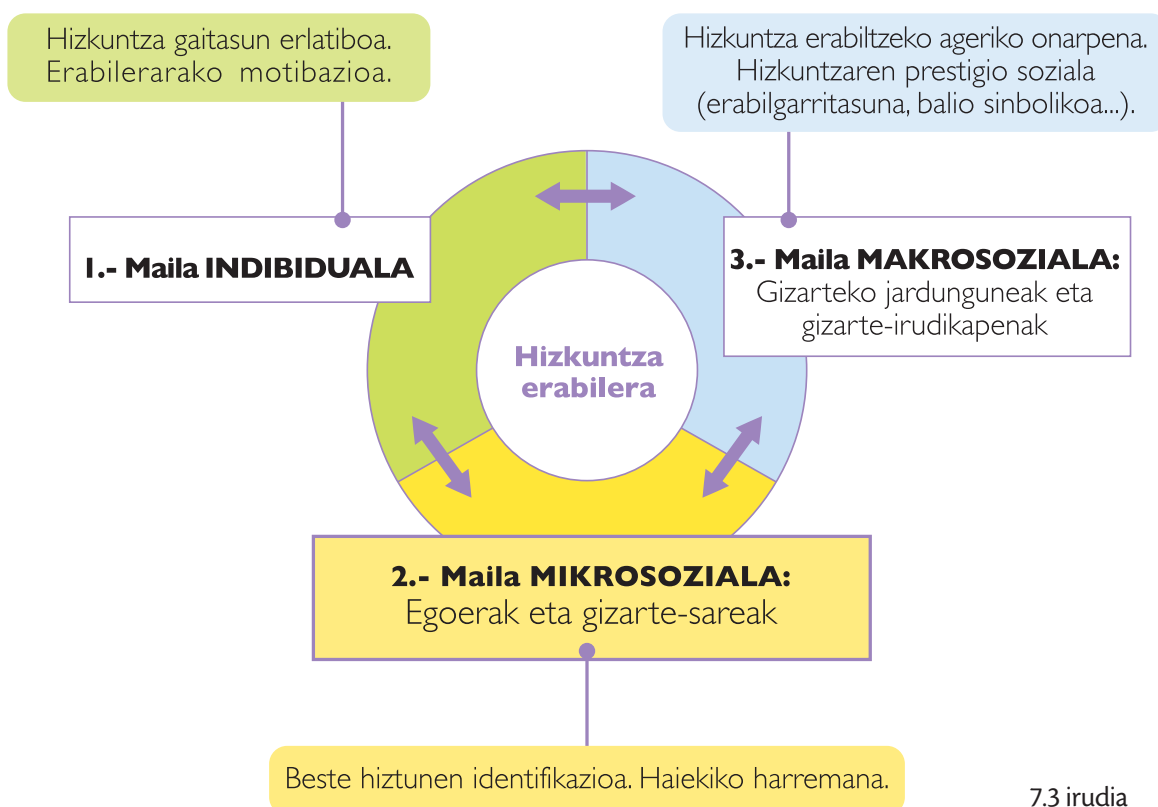 Hizkuntza gaitasun erlatiboa.
Erabilerarako motibazioa.
Hizkuntza erabiltzeko ageriko onarpena.
Hizkuntzaren prestigio soziala
(erabilgarritasuna, balio sinbolikoa...).
1.- Maila INDIBIDUALA
3.- Maila MAKROSOZIALA:
Gizarteko jardunguneak eta
gizarte-irudikapenak
Hizkuntza
erabilera
2.- Maila MIKROSOZIALA:
Egoerak eta gizarte-sareak
Beste hiztunen identifikazioa. Haiekiko harremana.
7.3 irudia